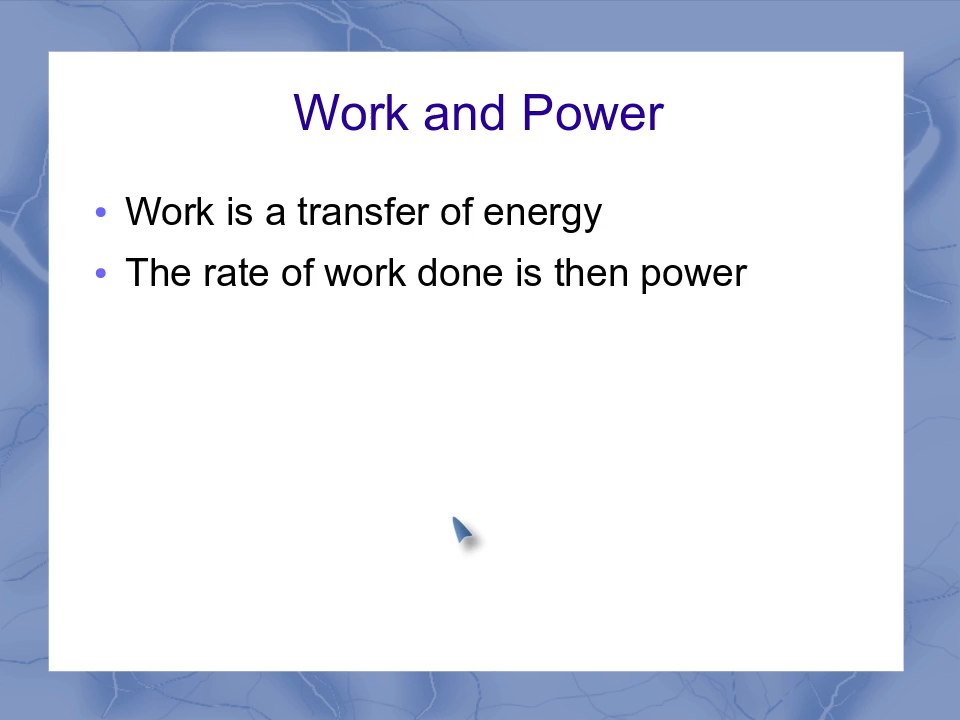 Work and Power
• Work is a transfer of energy
• The rate of work done is then power